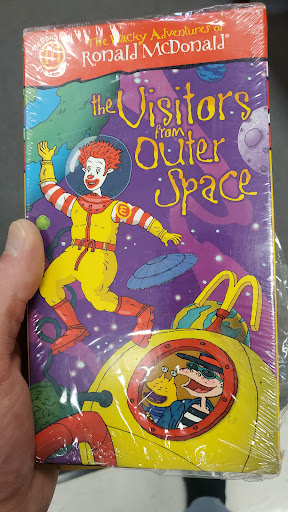 The Wacky Adventures of
Ronald McDonald®
the Visitors
from
Outer
Space